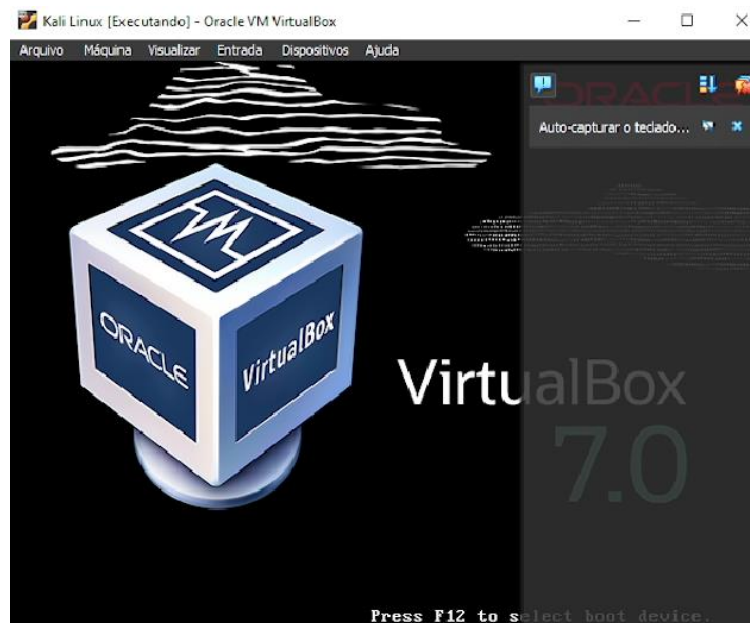 Kali Linux [Executando] - Oracle VM VirtualBox
Arquivo Máquina Visualizar Entrada Dispositivos Ajuda
ORACLE
Auto-capturar o teclado...
ORACLE
VirtualBox
VirtualBox
7.0
Press F12 to select boot device.